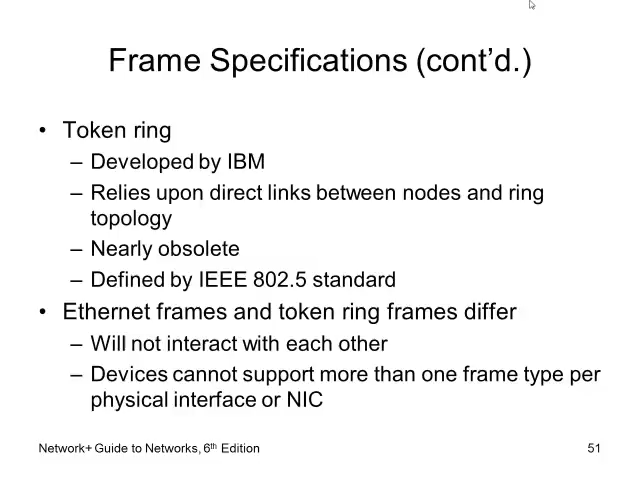 Frame Specifications (cont’d.)
• Token ring
– Developed by IBM
– Relies upon direct links between nodes and ring
topology
– Nearly obsolete
– Defined by IEEE 802.5 standard
• Ethernet frames and token ring frames differ
– Will not interact with each other
– Devices cannot support more than one frame type per
physical interface or NIC
Network+ Guide to Networks, 6th Edition 51